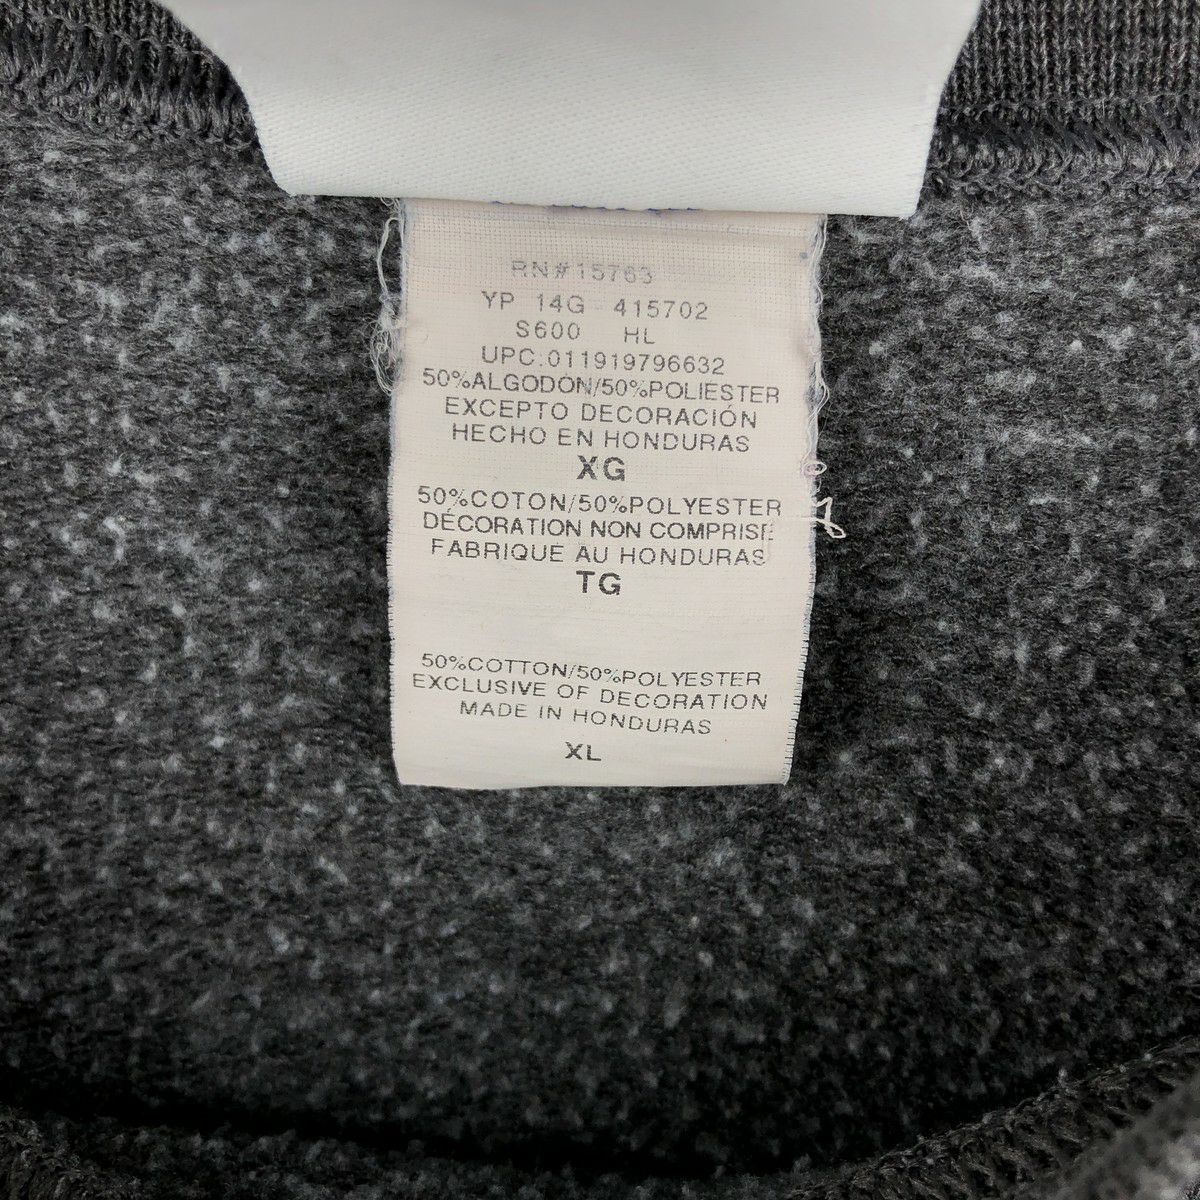 RN#15763
YP 14G 415702
S600 HL
UPC:011919796632
50%ALGODON/50%POLIESTER
EXCEPTO DECORACIÓN
HECHO EN HONDURAS
XG
50%COTON/50%POLYESTER
DÉCORATION NON COMPRISE
FABRIQUE AU HONDURAS
TG
50%COTTON/50%POLYESTER
EXCLUSIVE OF DECORATION
MADE IN HONDURAS
XL